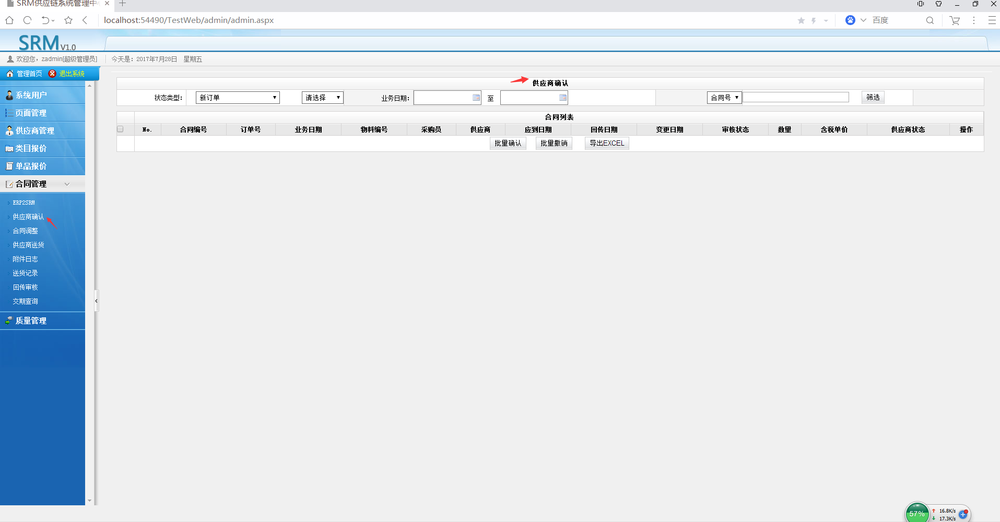 SRM供应链系统管理中
localhost:54490/TestWeb/admin/admin.aspx
百度
SRM V1.0
欢迎您，zadmin[超级管理员] 今天是：2017年7月28日 星期五
管理首页 退出系统
系统用户
页面管理
供应商管理
类目报价
单品报价
合同管理
ERP2SRM
供应商确认
合同调整
供应商送货
附件日志
送货记录
回传审核
交期查询
质量管理
供应商确认
状态类型： 新订单 请选择 业务日期： 至 合同号 筛选
合同列表
No. 合同编号 订单号 业务日期 物料编号 采购员 供应商 应到日期 回传日期 变更日期 审核状态 数量 含税单价 供应商状态 操作
批量确认 批量撤销 导出EXCEL
57% 16.8K/s
17.3K/s